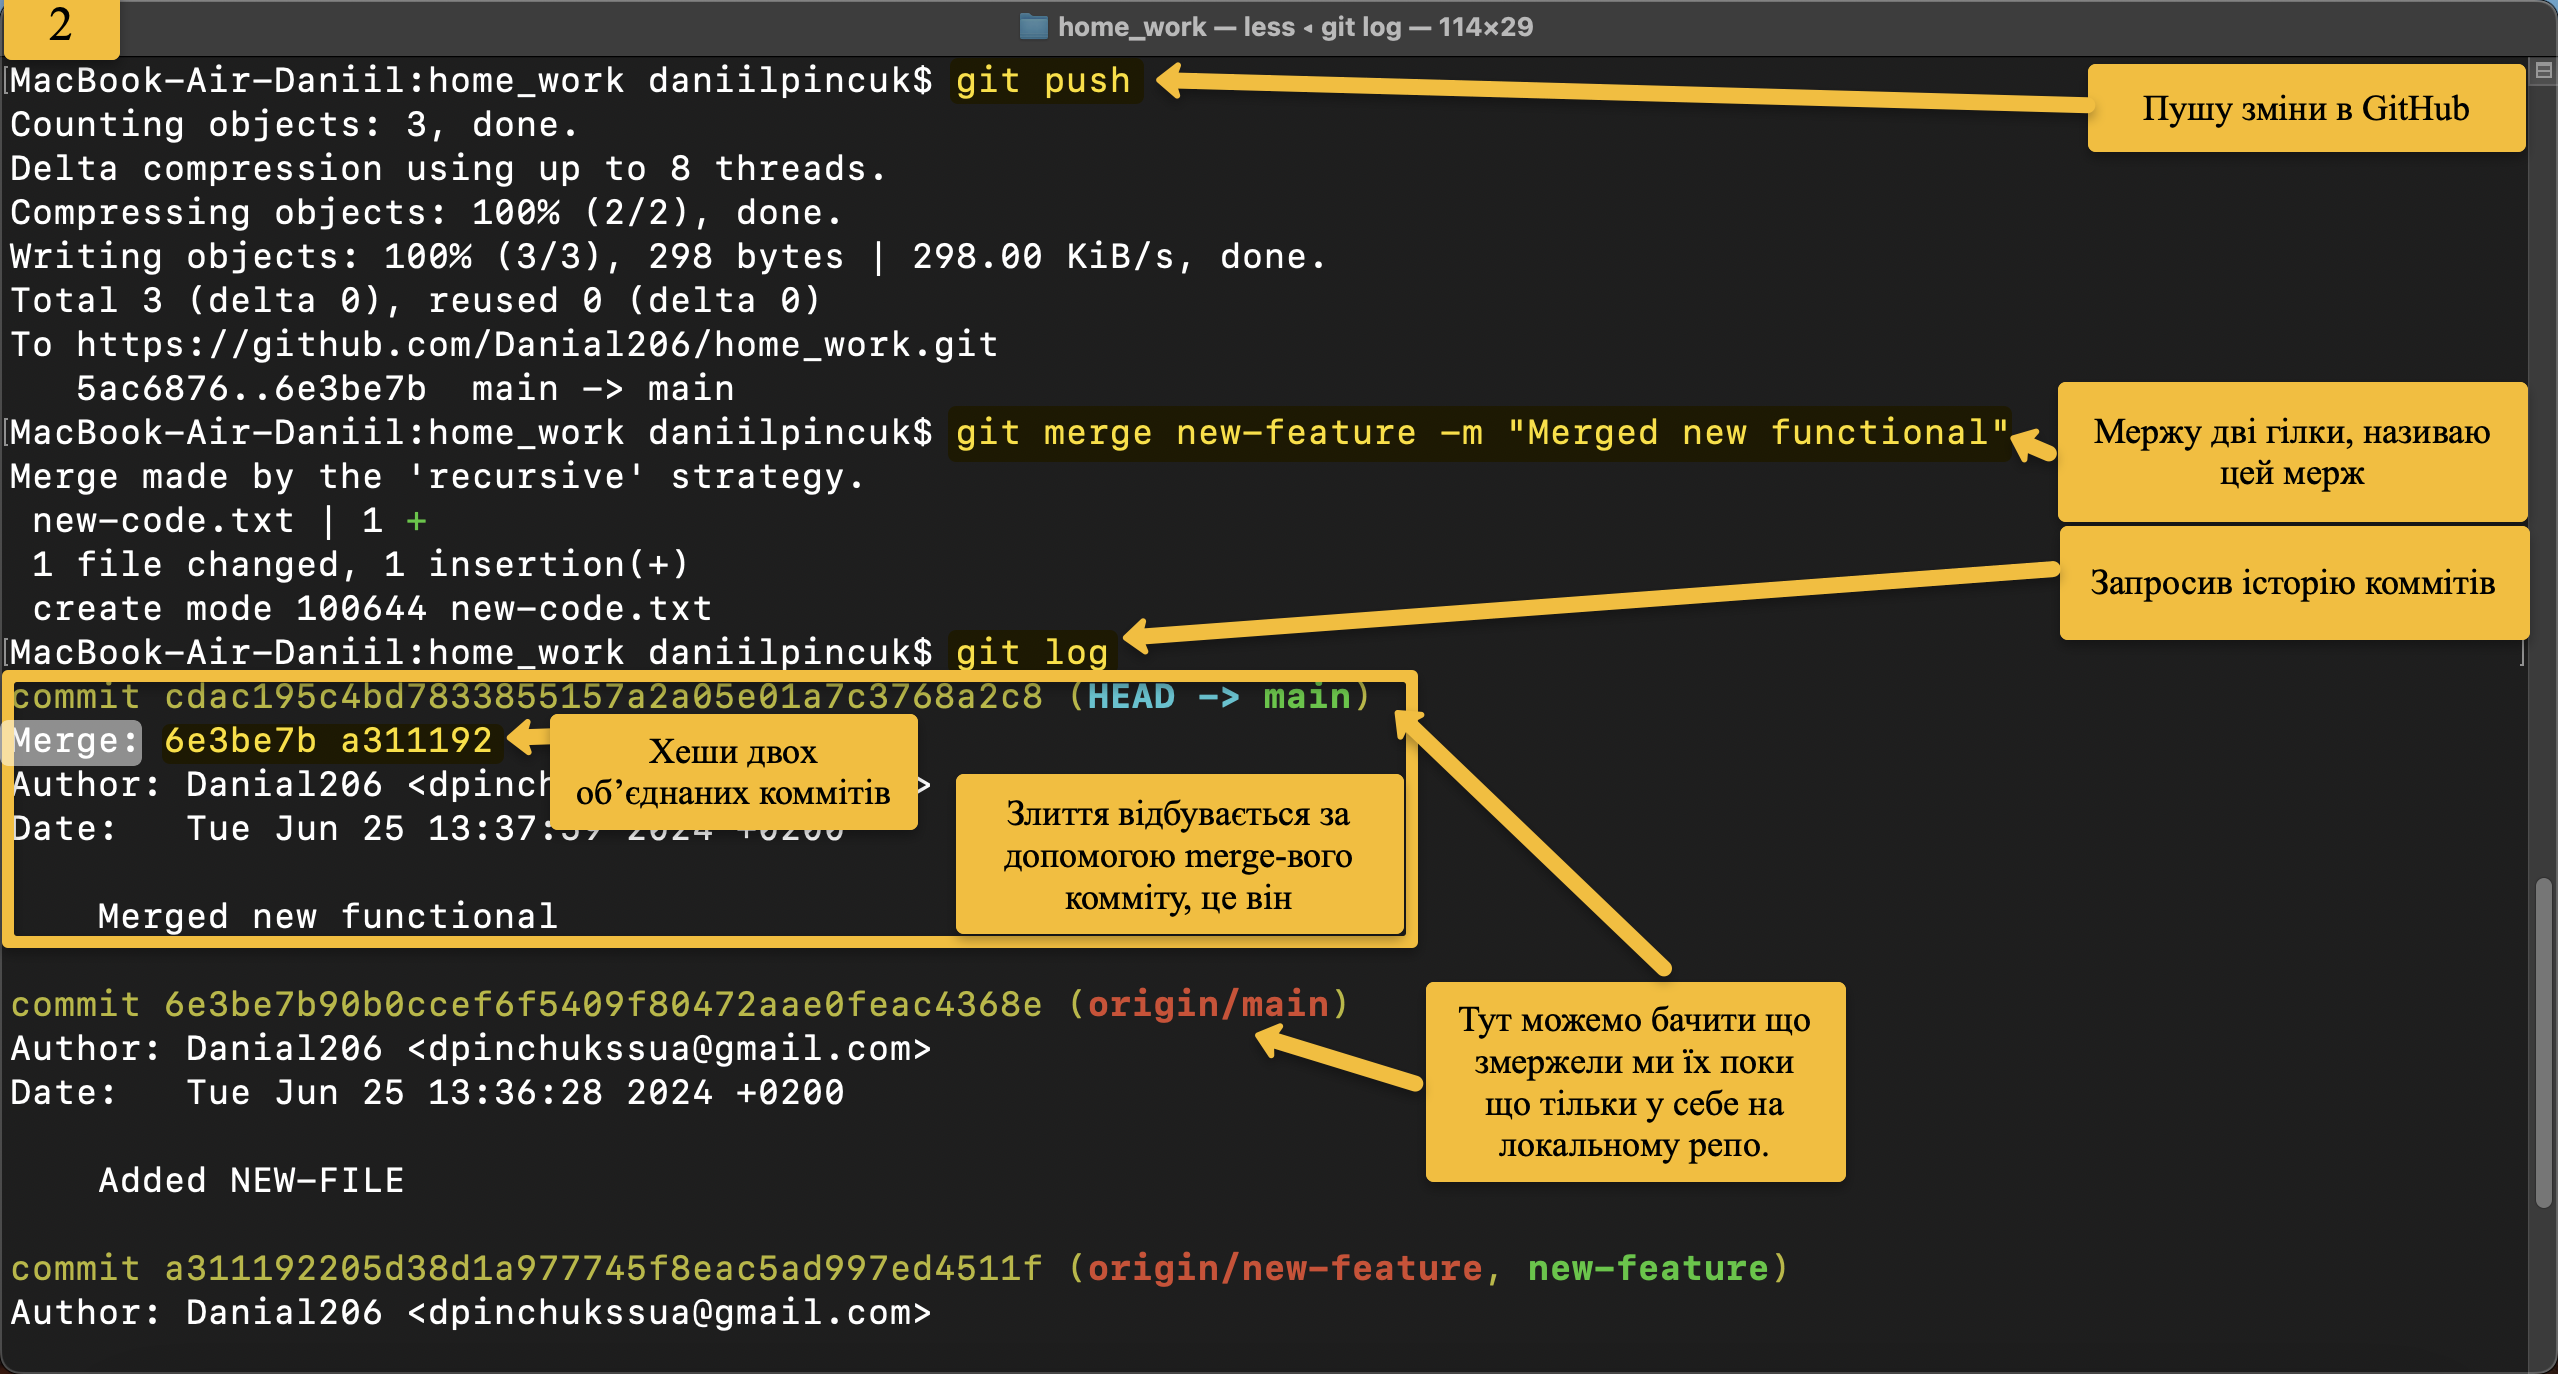 2
home_work — less ◂ git log — 114×29
MacBook-Air-Daniil:home_work daniilpincuk$ git push
Пушу зміни в GitHub
Counting objects: 3, done.
Delta compression using up to 8 threads.
Compressing objects: 100% (2/2), done.
Writing objects: 100% (3/3), 298 bytes | 298.00 KiB/s, done.
Total 3 (delta 0), reused 0 (delta 0)
To https://github.com/Danial206/home_work.git
5ac6876..6e3be7b  main -> main
MacBook-Air-Daniil:home_work daniilpincuk$ git merge new-feature -m "Merged new functional"
Мержу дві гілки, називаю
цей мерж
Merge made by the 'recursive' strategy.
new-code.txt | 1 +
1 file changed, 1 insertion(+)
create mode 100644 new-code.txt
Запросив історію коммітів
MacBook-Air-Daniil:home_work daniilpincuk$ git log
commit cdac195c4bd7833855157a2a05e01a7c3768a2c8 (HEAD -> main)
Merge: 6e3be7b a311192
Хеши двох
об’єднаних коммітів
Author: Danial206 <dpinch >
Date:   Tue Jun 25 13:37: 2024 +0200
Злиття відбувається за
допомогою merge-вого
комміту, це він
Merged new functional
commit 6e3be7b90b0ccef6f5409f80472aae0feac4368e (origin/main)
Author: Danial206 <dpinchukssua@gmail.com>
Date:   Tue Jun 25 13:36:28 2024 +0200
Тут можемо бачити що
змержели ми їх поки
що тільки у себе на
локальному репо.
Added NEW-FILE
commit a311192205d38d1a977745f8eac5ad997ed4511f (origin/new-feature, new-feature)
Author: Danial206 <dpinchukssua@gmail.com>